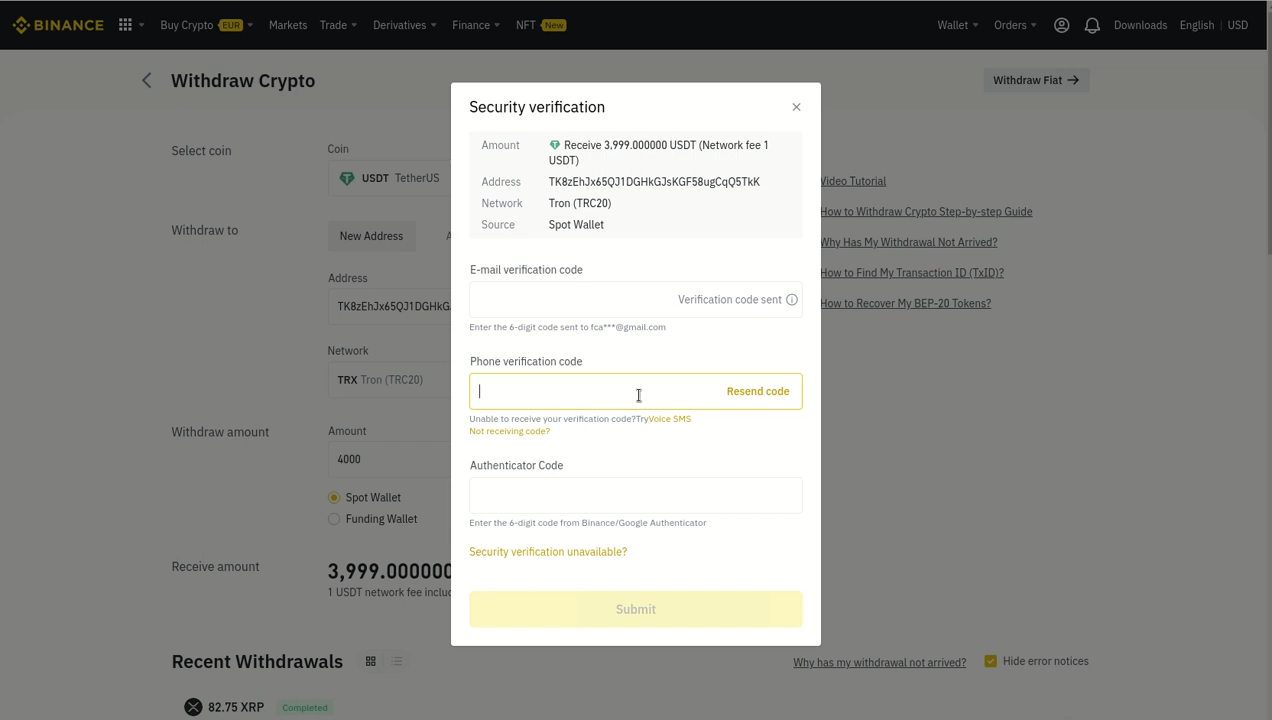 BINANCE
Buy Crypto EUR Markets Trade Derivatives Finance NFT New Wallet Orders Downloads English | USD
Withdraw Crypto
Withdraw Fiat
Select coin
Coin
USDT TetherUS
Withdraw to
New Address
Address
TK8zEhJx65QJ1DGHkG
Network
TRX Tron (TRC20)
Withdraw amount
Amount
4000
Spot Wallet
Funding Wallet
Receive amount
3,999.000000
1 USDT network fee inclu
Security verification
Amount Receive 3,999.000000 USDT (Network fee 1
USDT)
Address TK8zEhJx65QJ1DGHkGJsKGF58ugCqQ5TkK
Network Tron (TRC20)
Source Spot Wallet
E-mail verification code
Verification code sent
Enter the 6-digit code sent to fca***@gmail.com
Phone verification code
Resend code
Unable to receive your verification code?TryVoice SMS
Not receiving code?
Authenticator Code
Enter the 6-digit code from Binance/Google Authenticator
Security verification unavailable?
Submit
Video Tutorial
How to Withdraw Crypto Step-by-step Guide
Why Has My Withdrawal Not Arrived?
How to Find My Transaction ID (TxID)?
How to Recover My BEP-20 Tokens?
Recent Withdrawals
Why has my withdrawal not arrived?
Hide error notices
82.75 XRP Completed